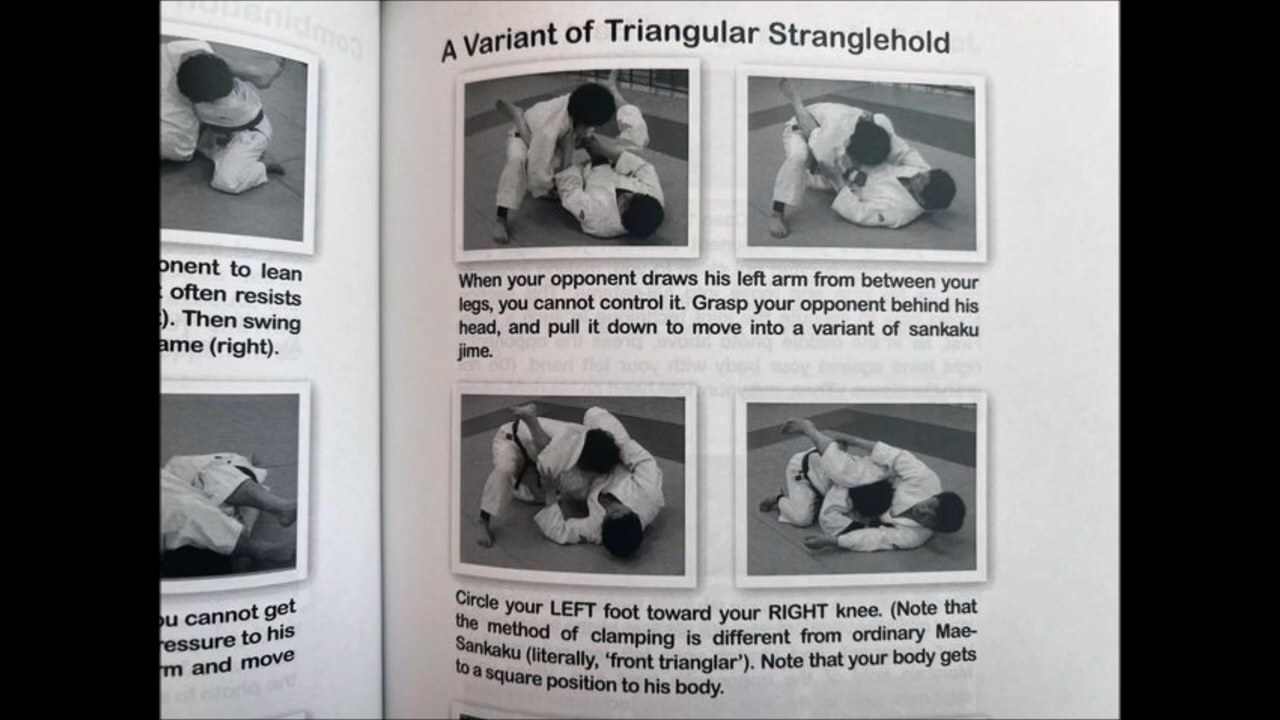 onent to lean
often resists
). Then swing
ame (right).
ou cannot get
ressure to his
m and move
A Variant of Triangular Stranglehold
When your opponent draws his left arm from between your
legs, you cannot control it. Grasp your opponent behind his
head, and pull it down to move into a variant of sankaku
jime.
Circle your LEFT foot toward your RIGHT knee. (Note that
the method of clamping is different from ordinary Mae-
Sankaku (literally, ‘front trianglar’). Note that your body gets
to a square position to his body.